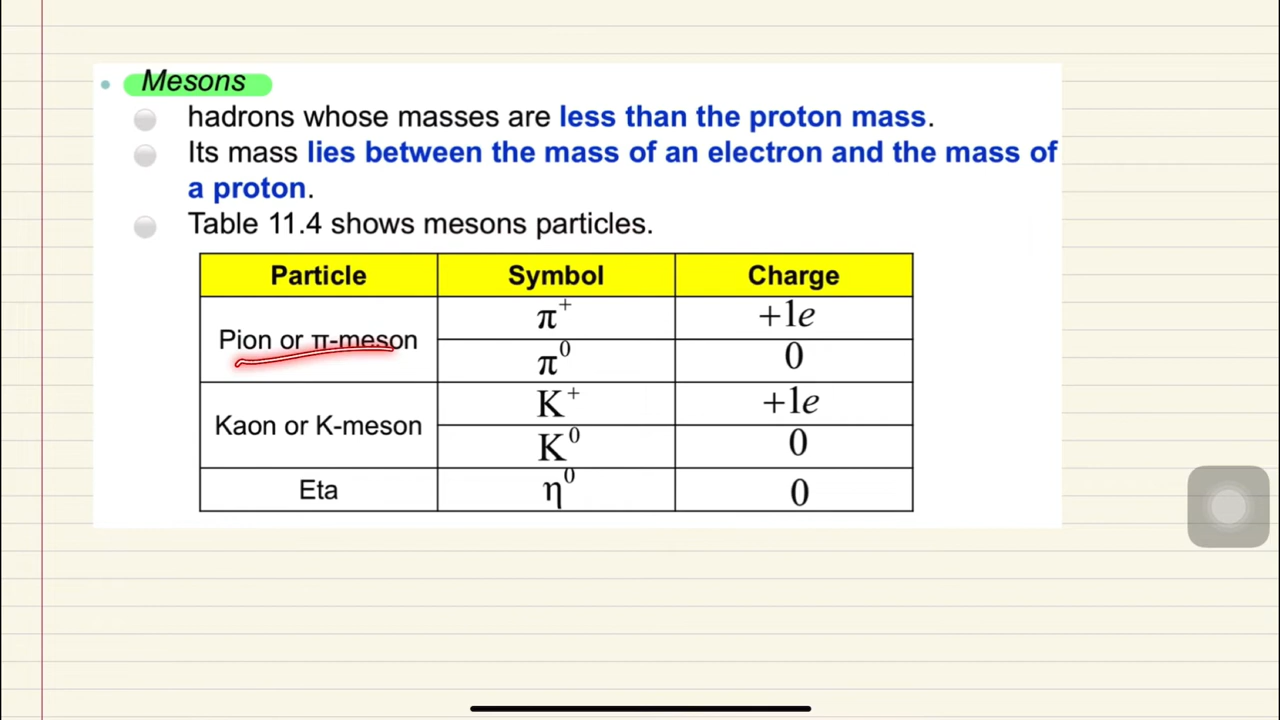 Mesons
hadrons whose masses are less than the proton mass.
Its mass lies between the mass of an electron and the mass of
a proton.
Table 11.4 shows mesons particles.
Particle Symbol Charge
Pion or π-meson π⁺ +1e
π⁰ 0
Kaon or K-meson K⁺ +1e
K⁰ 0
Eta η⁰ 0